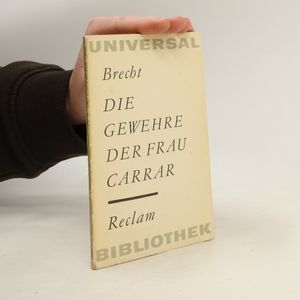 UNIVERSAL
Brecht
DIE
GEWEHRE
DER FRAU
CARRAR
Reclam
BIBLIOTHEK